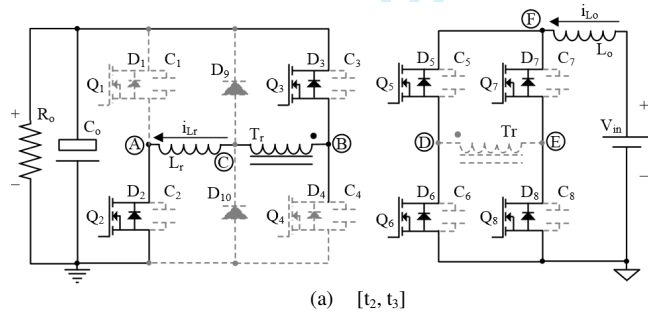 F
i_Lo
L_o
D_1 C_1
D_9
D_3 C_3
D_5 C_5
D_7 C_7
Q_1
Q_3
Q_5
Q_7
+
R_o
−
C_o
i_Lr
T_r
A
L_r
C
B
D
Tr
E
+
V_in
−
D_2 C_2
D_10
D_4 C_4
D_6 C_6
D_8 C_8
Q_2
Q_4
Q_6
Q_8
(a) [t_2, t_3]